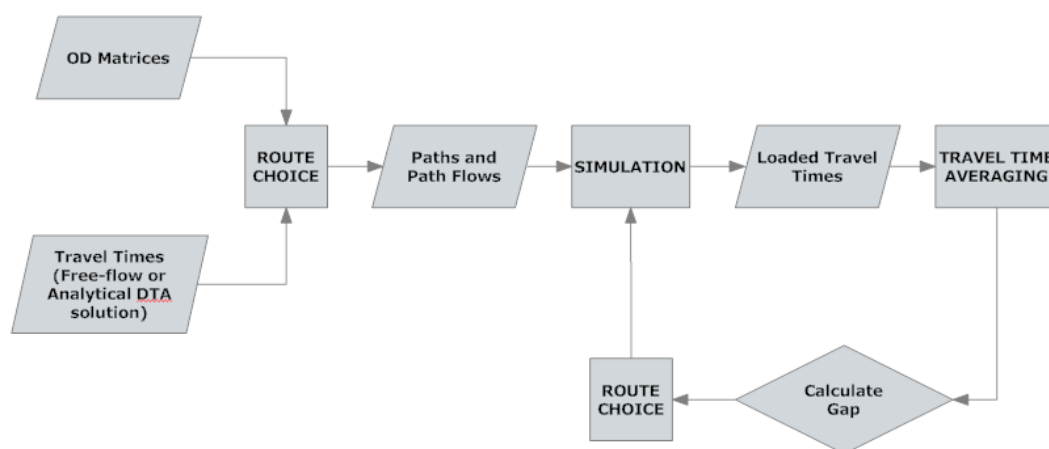 OD Matrices
ROUTE
CHOICE
Paths and
Path Flows
SIMULATION
Loaded Travel
Times
TRAVEL TIME
AVERAGING
Travel Times
(Free-flow or
Analytical DTA
solution)
ROUTE
CHOICE
Calculate
Gap